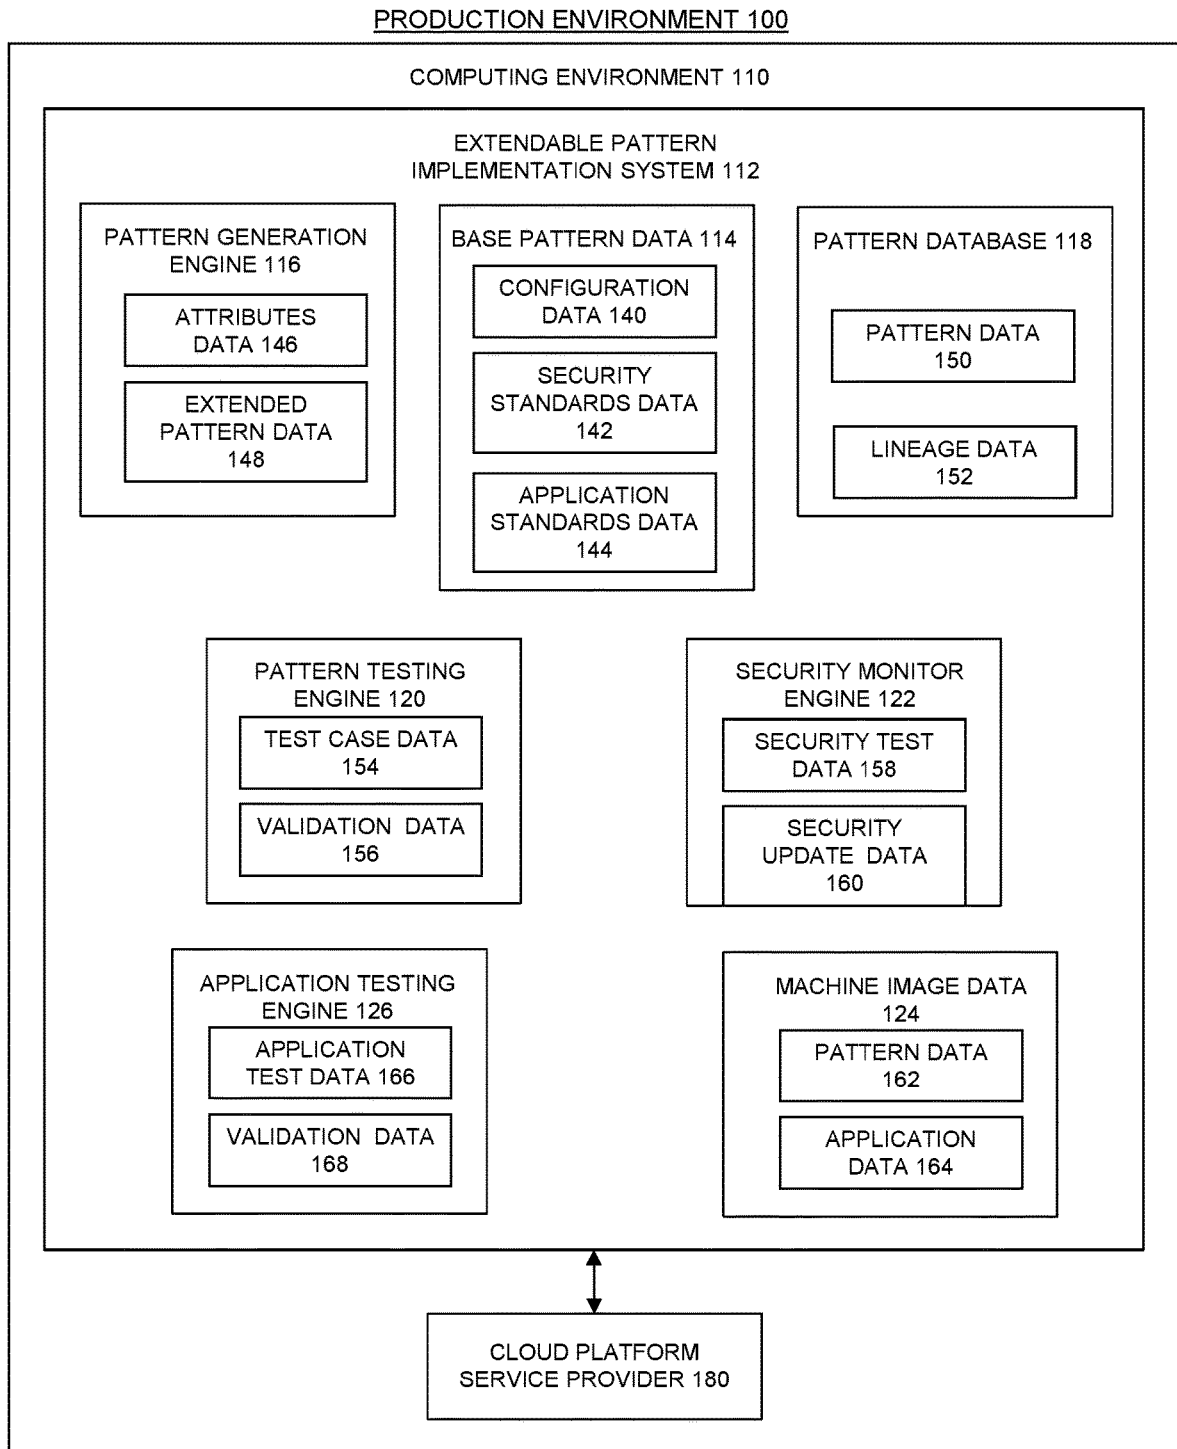 PRODUCTION ENVIRONMENT 100
COMPUTING ENVIRONMENT 110
EXTENDABLE PATTERN
IMPLEMENTATION SYSTEM 112
PATTERN GENERATION
ENGINE 116
ATTRIBUTES
DATA 146
EXTENDED
PATTERN DATA
148
BASE PATTERN DATA 114
CONFIGURATION
DATA 140
SECURITY
STANDARDS DATA
142
APPLICATION
STANDARDS DATA
144
PATTERN DATABASE 118
PATTERN DATA
150
LINEAGE DATA
152
PATTERN TESTING
ENGINE 120
TEST CASE DATA
154
VALIDATION DATA
156
SECURITY MONITOR
ENGINE 122
SECURITY TEST
DATA 158
SECURITY
UPDATE DATA
160
APPLICATION TESTING
ENGINE 126
APPLICATION
TEST DATA 166
VALIDATION DATA
168
MACHINE IMAGE DATA
124
PATTERN DATA
162
APPLICATION
DATA 164
CLOUD PLATFORM
SERVICE PROVIDER 180